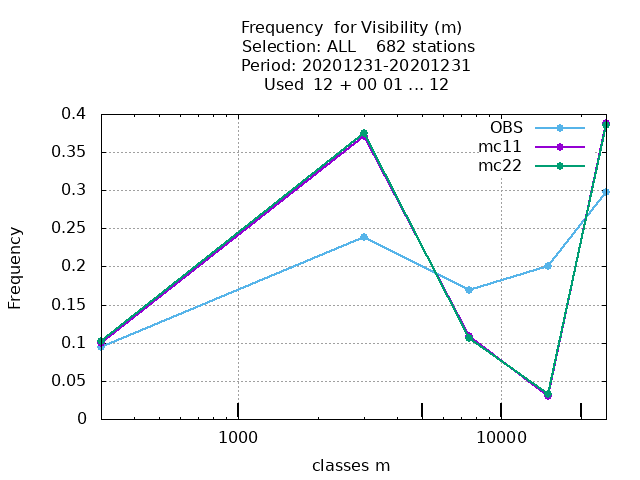 Frequency  for Visibility (m)
Selection: ALL    682 stations
Period: 20201231-20201231
Used  12 + 00 01 ... 12
OBS
mc11
mc22
0.4
0.35
0.3
0.25
0.2
0.15
0.1
0.05
0
Frequency
1000
10000
classes m